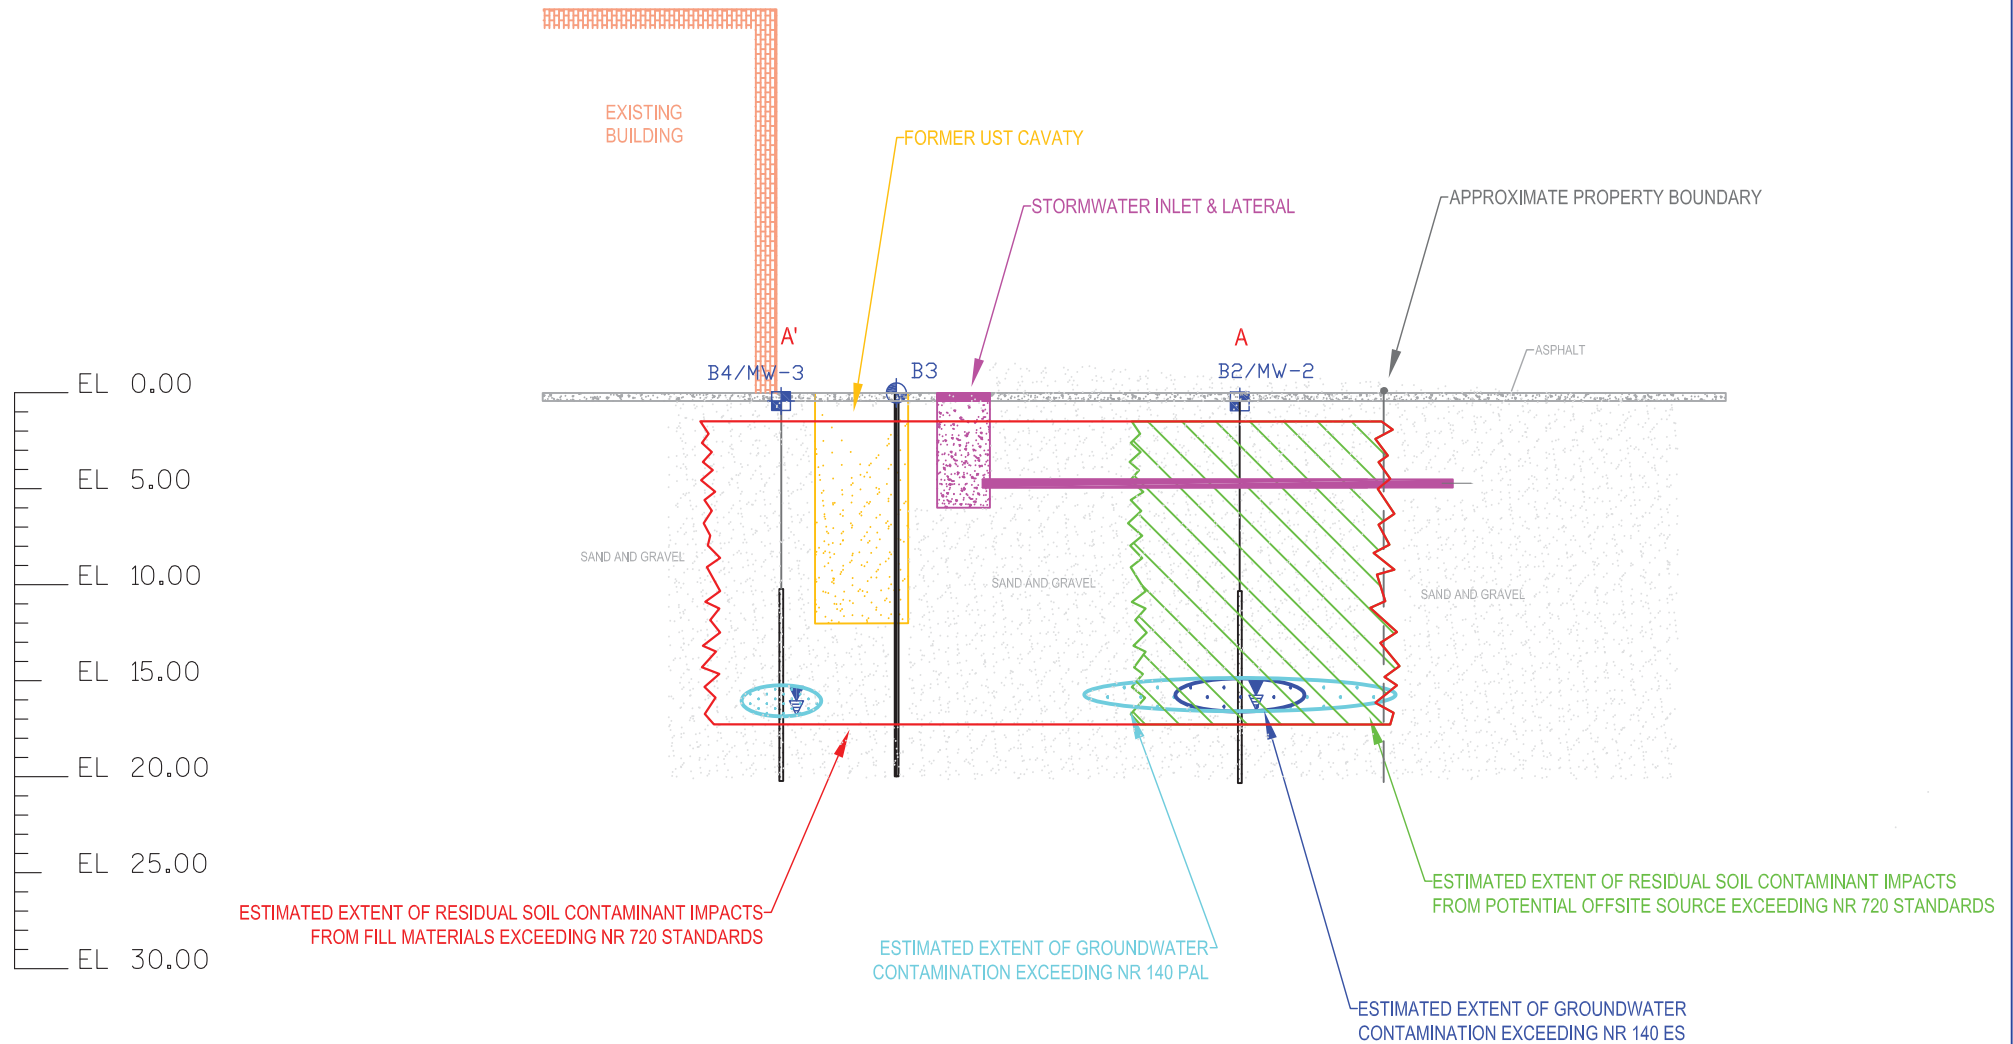 EXISTING
BUILDING
FORMER UST CAVATY
STORMWATER INLET & LATERAL
APPROXIMATE PROPERTY BOUNDARY
A'
A
B4/MW-3
B3
B2/MW-2
ASPHALT
EL 0.00
EL 5.00
EL 10.00
EL 15.00
EL 20.00
EL 25.00
EL 30.00
SAND AND GRAVEL
SAND AND GRAVEL
SAND AND GRAVEL
ESTIMATED EXTENT OF RESIDUAL SOIL CONTAMINANT IMPACTS
FROM FILL MATERIALS EXCEEDING NR 720 STANDARDS
ESTIMATED EXTENT OF GROUNDWATER
CONTAMINATION EXCEEDING NR 140 PAL
ESTIMATED EXTENT OF RESIDUAL SOIL CONTAMINANT IMPACTS
FROM POTENTIAL OFFSITE SOURCE EXCEEDING NR 720 STANDARDS
ESTIMATED EXTENT OF GROUNDWATER
CONTAMINATION EXCEEDING NR 140 ES